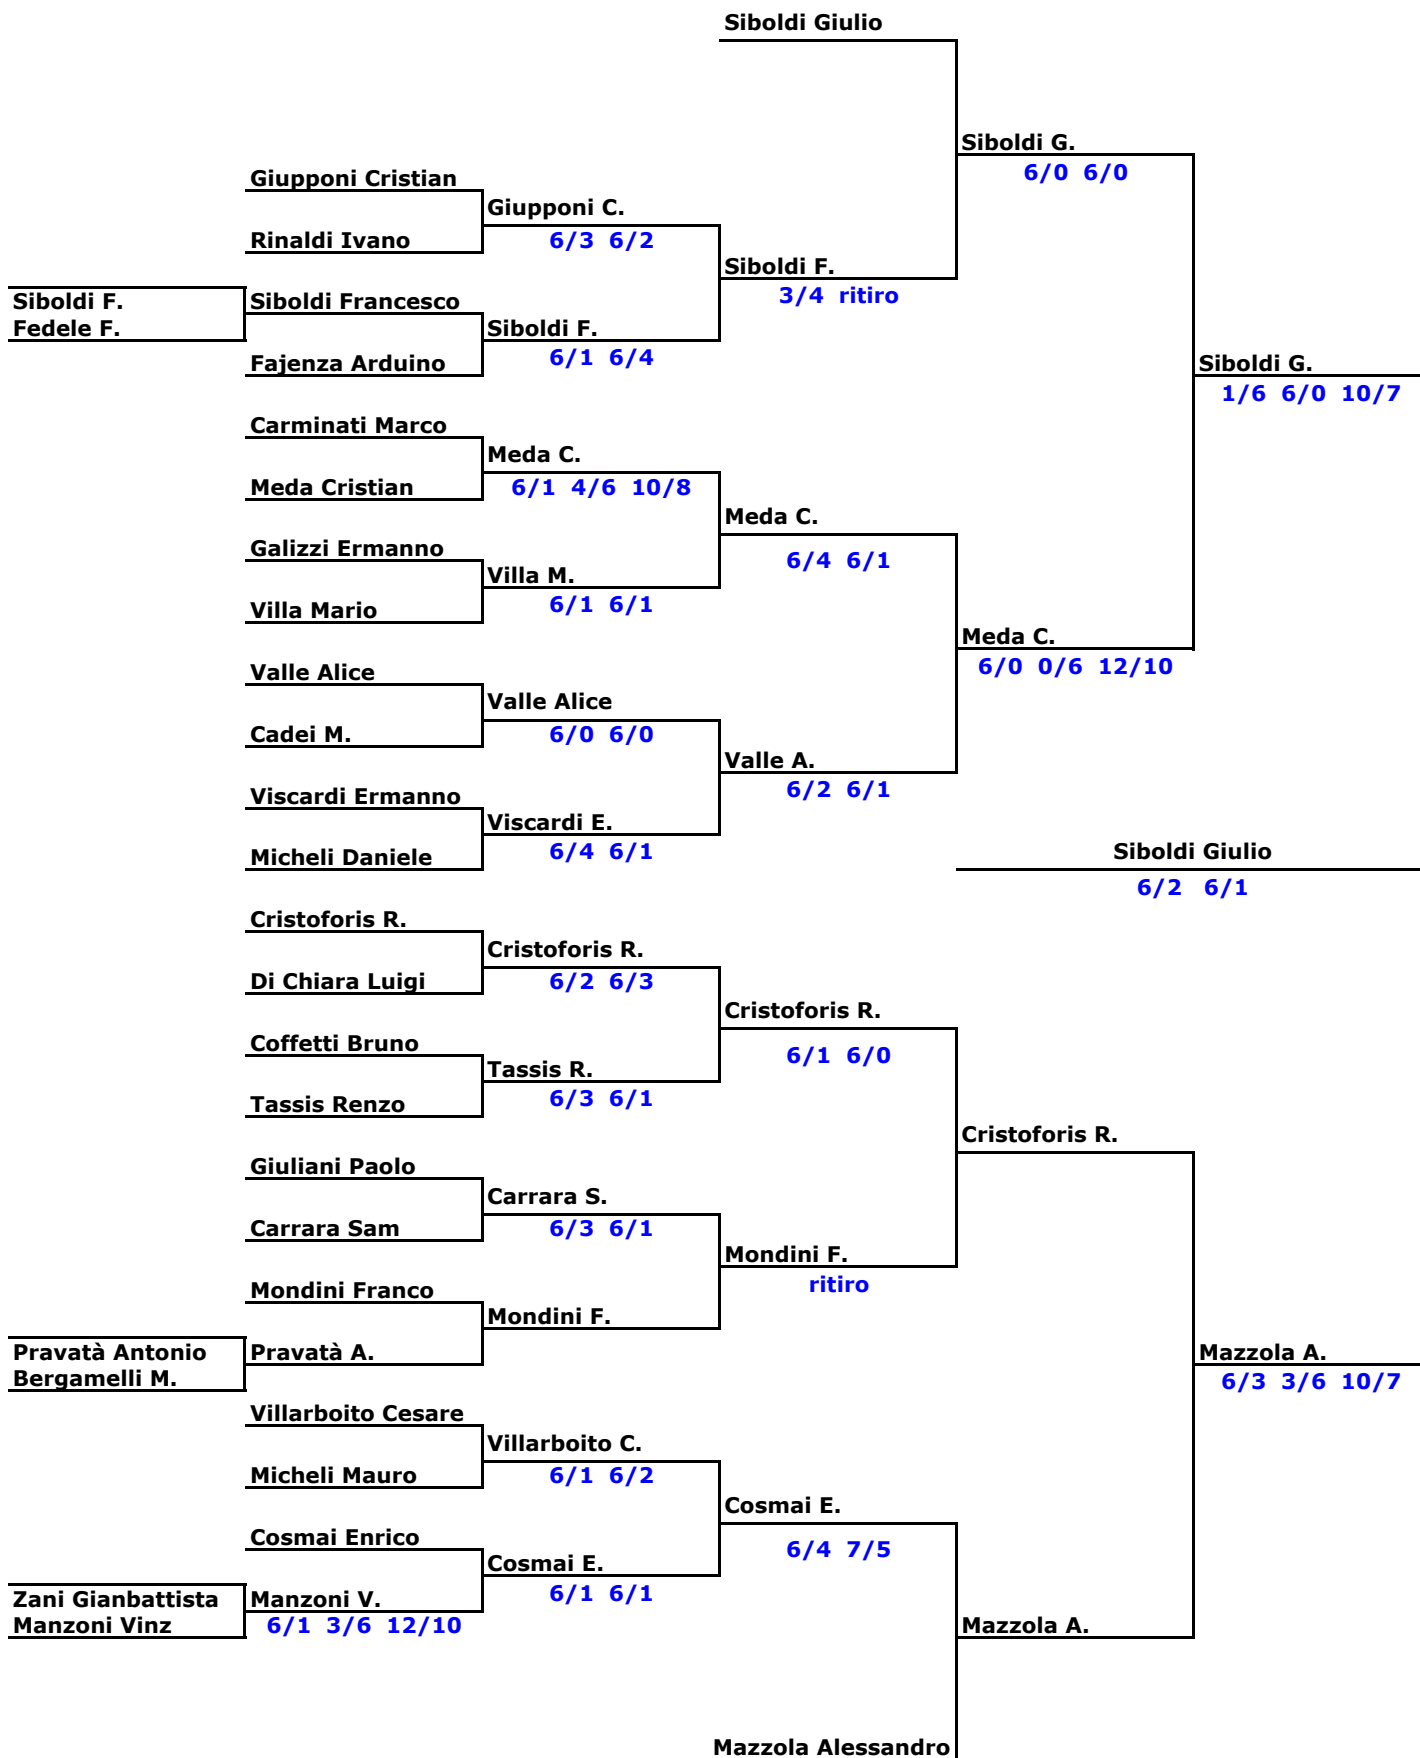 Siboldi Giulio
Siboldi G.
6/0 6/0
Giupponi Cristian
Giupponi C.
Rinaldi Ivano
6/3 6/2
Siboldi F.
3/4 ritiro
Siboldi F.
Siboldi Francesco
Fedele F.
Siboldi F.
Fajenza Arduino
6/1 6/4
Siboldi G.
1/6 6/0 10/7
Carminati Marco
Meda C.
Meda Cristian
6/1 4/6 10/8
Meda C.
Galizzi Ermanno
6/4 6/1
Villa M.
Villa Mario
6/1 6/1
Meda C.
6/0 0/6 12/10
Valle Alice
Valle Alice
Cadei M.
6/0 6/0
Valle A.
6/2 6/1
Viscardi Ermanno
Viscardi E.
Micheli Daniele
6/4 6/1
Siboldi Giulio
6/2 6/1
Cristoforis R.
Cristoforis R.
Di Chiara Luigi
6/2 6/3
Cristoforis R.
Coffetti Bruno
6/1 6/0
Tassis R.
Tassis Renzo
6/3 6/1
Cristoforis R.
Giuliani Paolo
Carrara S.
Carrara Sam
6/3 6/1
Mondini F.
ritiro
Mondini Franco
Mondini F.
Pravatà Antonio
Pravatà A.
Bergamelli M.
Mazzola A.
6/3 3/6 10/7
Villarboito Cesare
Villarboito C.
Micheli Mauro
6/1 6/2
Cosmai E.
Cosmai Enrico
6/4 7/5
Cosmai E.
Zani Gianbattista
Manzoni V.
6/1 6/1
Manzoni Vinz
6/1 3/6 12/10
Mazzola A.
Mazzola Alessandro